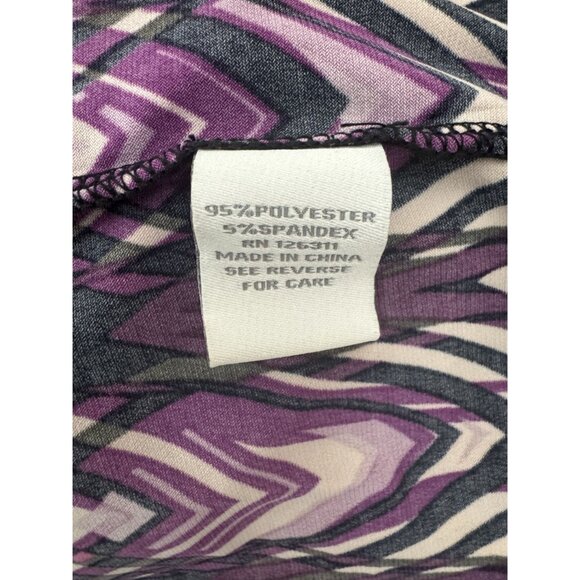 95%POLYESTER
5%SPANDEX
RN 126311
MADE IN CHINA
SEE REVERSE
FOR CARE